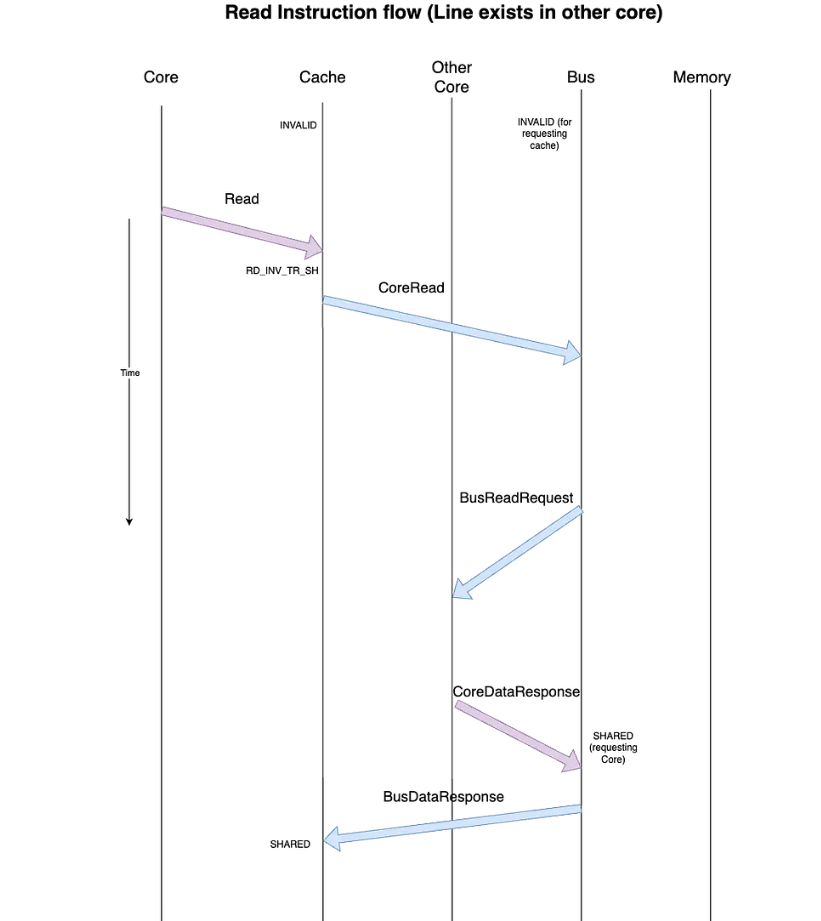 Read Instruction flow (Line exists in other core)
Core
Cache
Other
Core
Bus
Memory
INVALID
INVALID (for
requesting
cache)
Read
RD_INV_TR_SH
CoreRead
Time
BusReadRequest
CoreDataResponse
SHARED
(requesting
Core)
BusDataResponse
SHARED